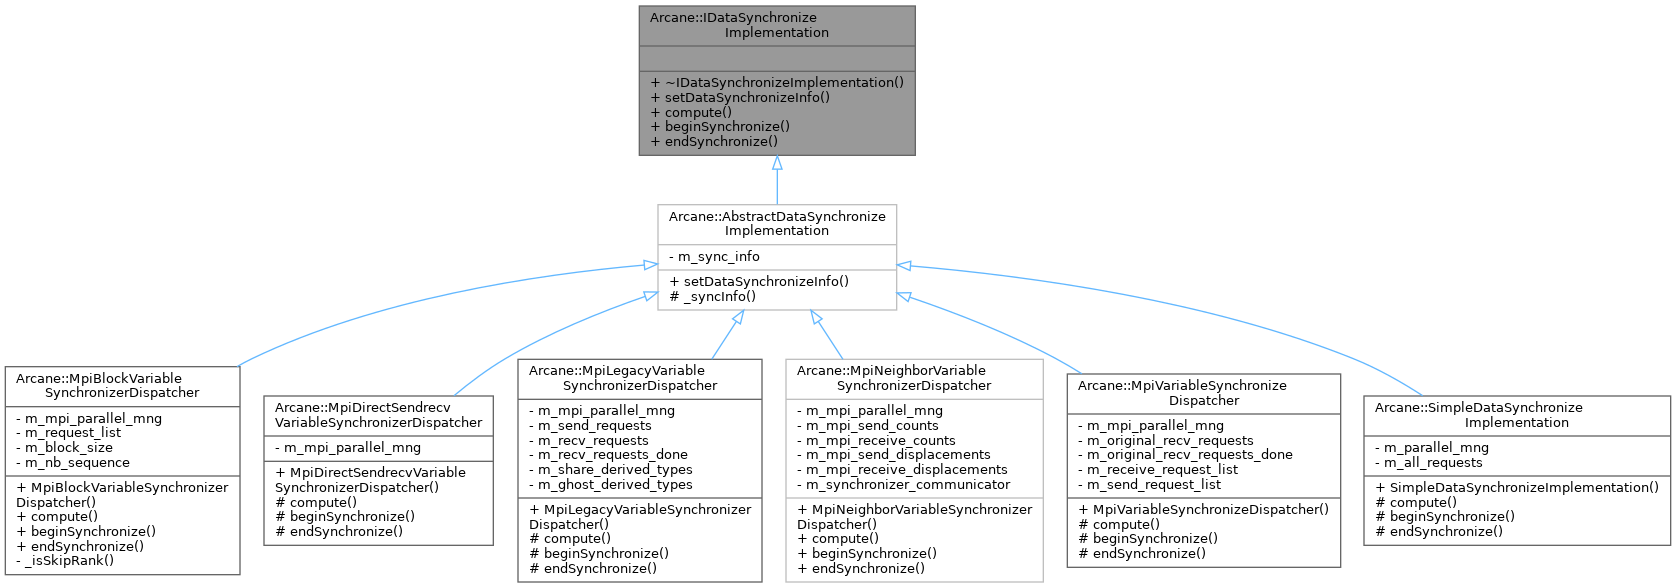 Arcane::IDataSynchronize
Implementation
+ ~IDataSynchronizeImplementation()
+ setDataSynchronizeInfo()
+ compute()
+ beginSynchronize()
+ endSynchronize()
Arcane::AbstractDataSynchronize
Implementation
- m_sync_info
+ setDataSynchronizeInfo()
# _syncInfo()
Arcane::MpiBlockVariable
SynchronizerDispatcher
- m_mpi_parallel_mng
- m_request_list
- m_block_size
- m_nb_sequence
+ MpiBlockVariableSynchronizer
Dispatcher()
+ compute()
+ beginSynchronize()
+ endSynchronize()
- _isSkipRank()
Arcane::MpiDirectSendrecv
VariableSynchronizerDispatcher
- m_mpi_parallel_mng
+ MpiDirectSendrecvVariable
SynchronizerDispatcher()
# compute()
# beginSynchronize()
# endSynchronize()
Arcane::MpiLegacyVariable
SynchronizerDispatcher
- m_mpi_parallel_mng
- m_send_requests
- m_recv_requests
- m_recv_requests_done
- m_share_derived_types
- m_ghost_derived_types
+ MpiLegacyVariableSynchronizer
Dispatcher()
# compute()
# beginSynchronize()
# endSynchronize()
Arcane::MpiNeighborVariable
SynchronizerDispatcher
- m_mpi_parallel_mng
- m_mpi_send_counts
- m_mpi_receive_counts
- m_mpi_send_displacements
- m_mpi_receive_displacements
- m_synchronizer_communicator
+ MpiNeighborVariableSynchronizer
Dispatcher()
+ compute()
+ beginSynchronize()
+ endSynchronize()
Arcane::MpiVariableSynchronize
Dispatcher
- m_mpi_parallel_mng
- m_original_recv_requests
- m_original_recv_requests_done
- m_receive_request_list
- m_send_request_list
+ MpiVariableSynchronizeDispatcher()
# compute()
# beginSynchronize()
# endSynchronize()
Arcane::SimpleDataSynchronize
Implementation
- m_parallel_mng
- m_all_requests
+ SimpleDataSynchronizeImplementation()
# compute()
# beginSynchronize()
# endSynchronize()